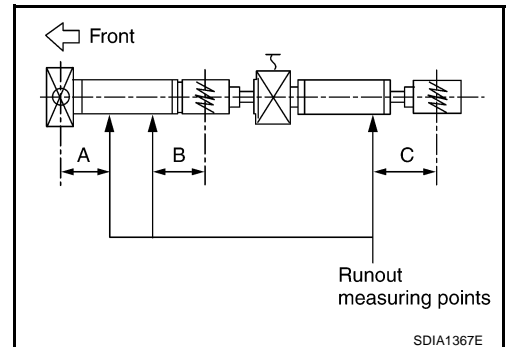 Front
A
B
C
Runout
measuring points
SDIA1367E